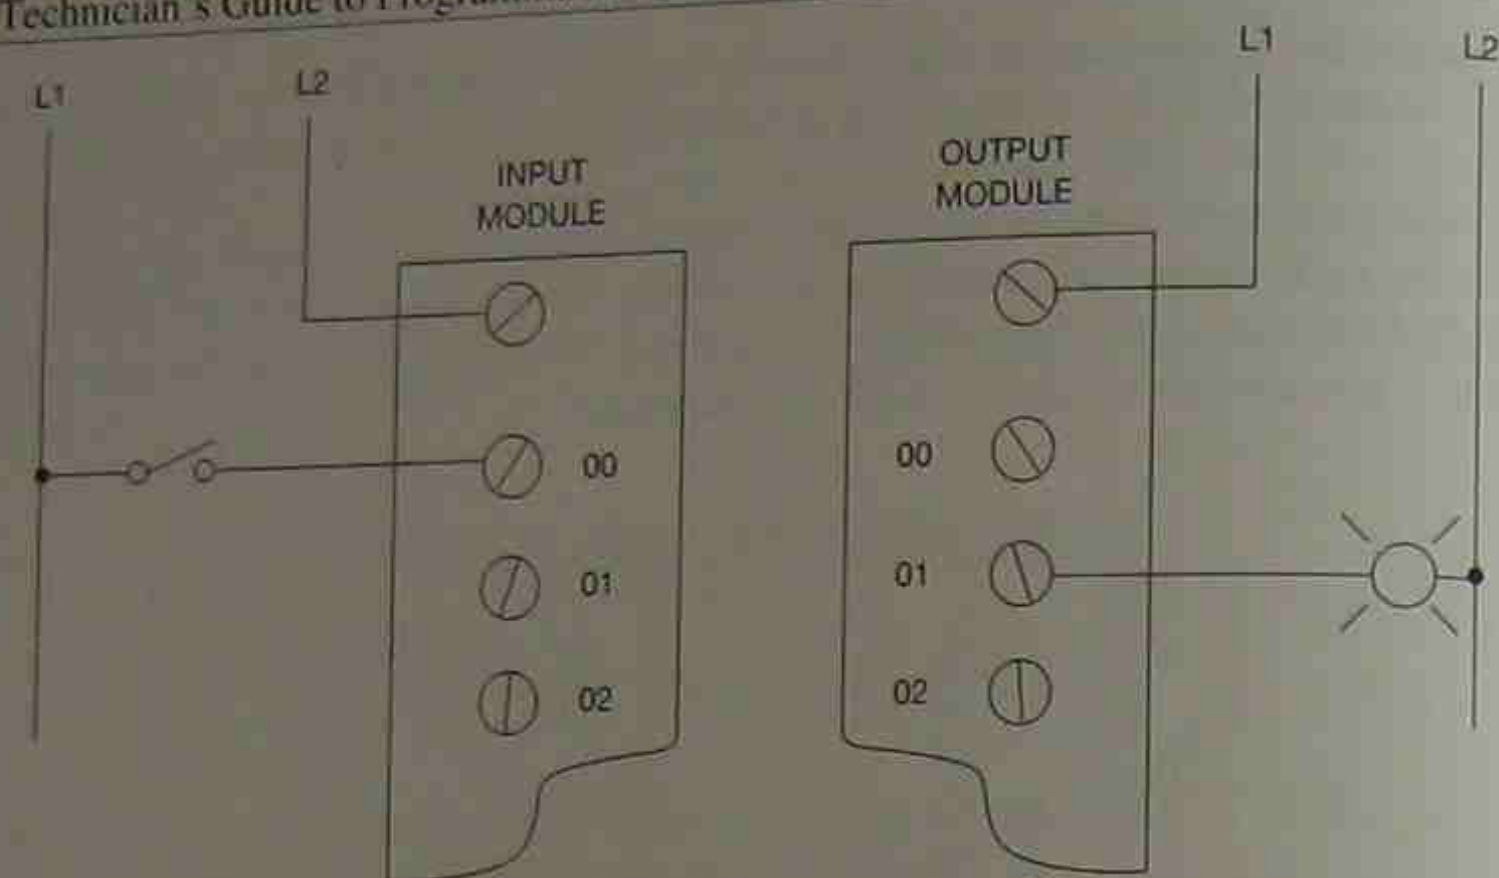 Technician's Guide to
L1
L2
L1
L2
INPUT
MODULE
OUTPUT
MODULE
00
00
01
01
02
02